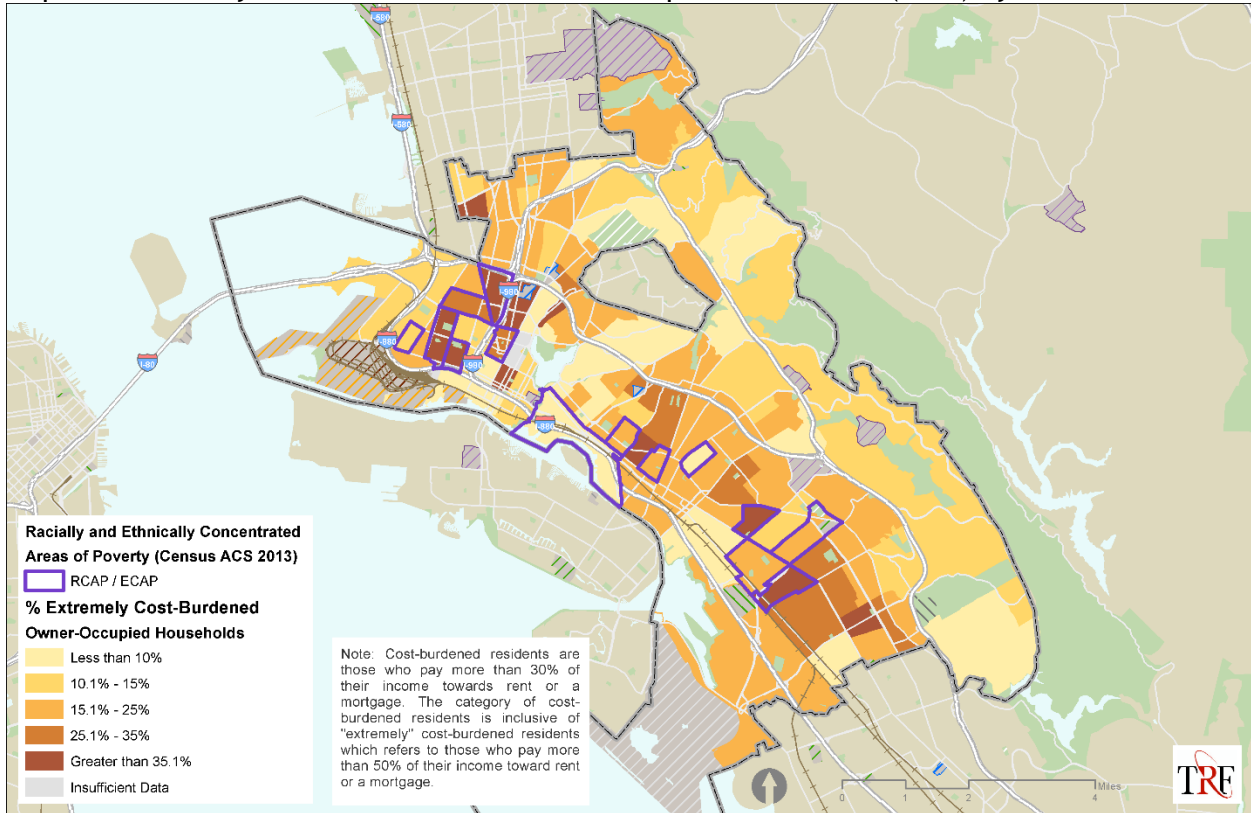 I-580
I-580
I-980
I-880
I-980
I-80
I-880
Racially and Ethnically Concentrated
Areas of Poverty (Census ACS 2013)
RCAP / ECAP
% Extremely Cost-Burdened
Owner-Occupied Households
Less than 10%
10.1% - 15%
15.1% - 25%
25.1% - 35%
Greater than 35.1%
Insufficient Data
Note: Cost-burdened residents are
those who pay more than 30% of
their income towards rent or a
mortgage. The category of cost-
burdened residents is inclusive of
"extremely" cost-burdened residents
which refers to those who pay more
than 50% of their income toward rent
or a mortgage.
Miles
0 1 2 4
TRF